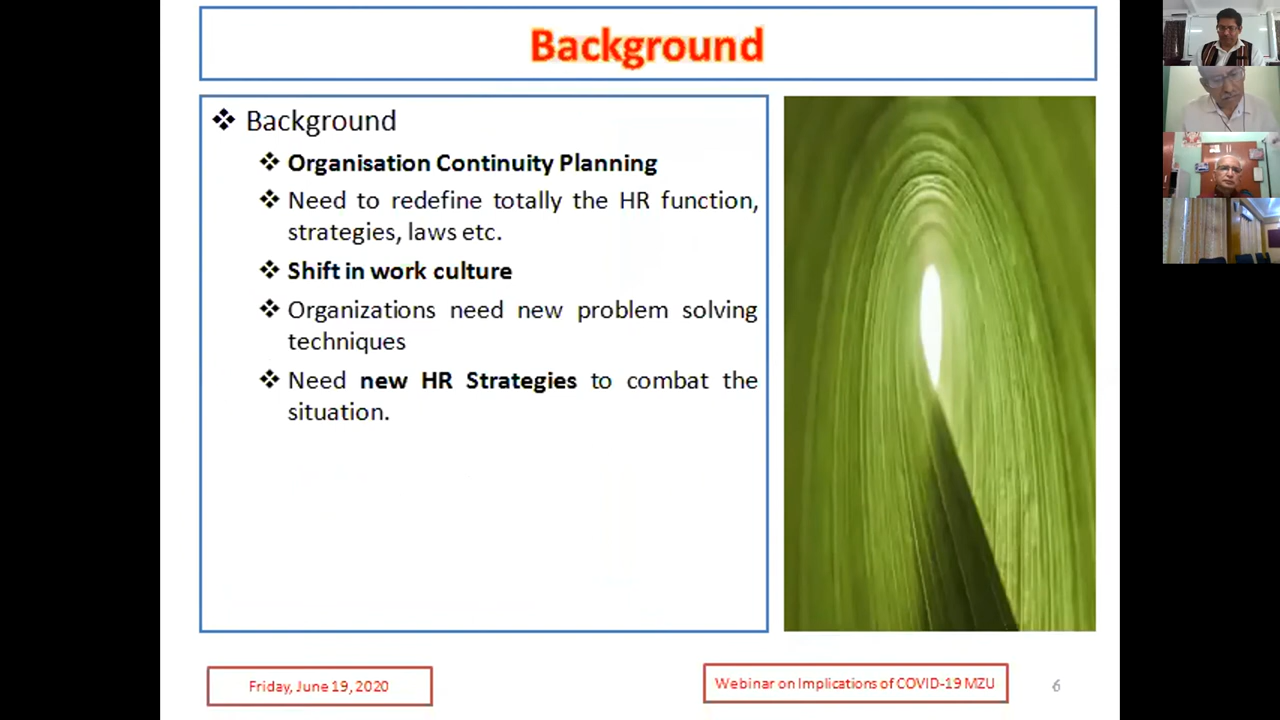 Background
❖ Background
❖ Organisation Continuity Planning
❖ Need to redefine totally the HR function,
strategies, laws etc.
❖ Shift in work culture
❖ Organizations need new problem solving
techniques
❖ Need new HR Strategies to combat the
situation.
Friday, June 19, 2020
Webinar on Implications of COVID-19 MZU
6